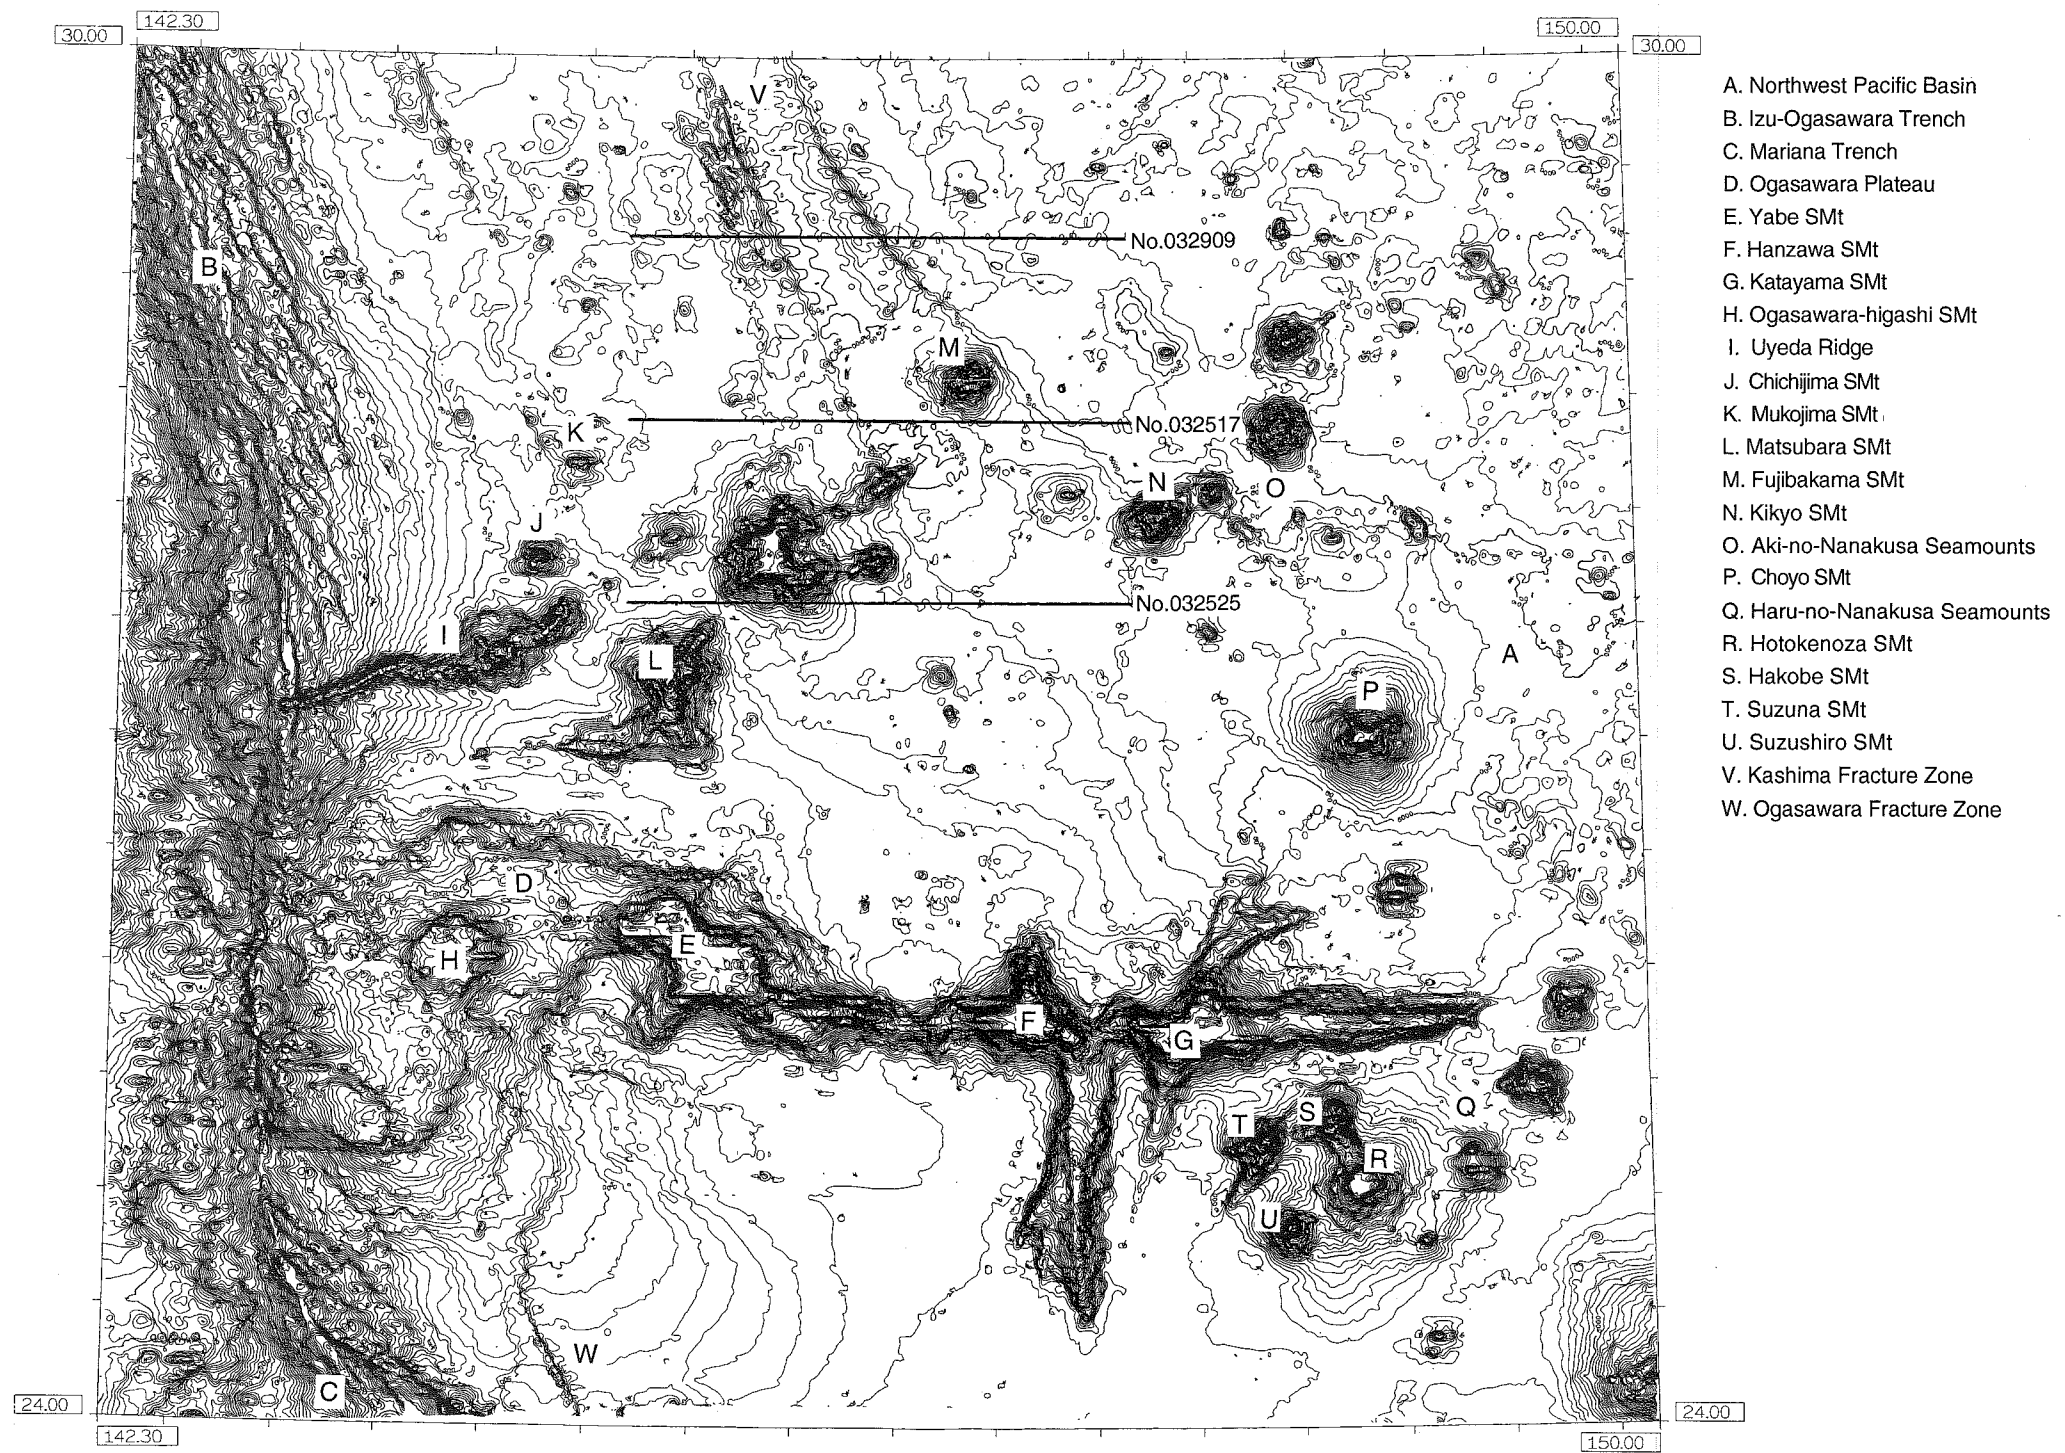 142.30
150.00
30.00
30.00
V
B
No.032909
M
No.032517
K
N
O
J
No.032525
I
L
A
P
D
E
H
F
G
Q
T
S
R
U
W
C
24.00
24.00
142.30
150.00
A. Northwest Pacific Basin
B. Izu-Ogasawara Trench
C. Mariana Trench
D. Ogasawara Plateau
E. Yabe SMt
F. Hanzawa SMt
G. Katayama SMt
H. Ogasawara-higashi SMt
I. Uyeda Ridge
J. Chichijima SMt
K. Mukojima SMt
L. Matsubara SMt
M. Fujibakama SMt
N. Kikyo SMt
O. Aki-no-Nanakusa Seamounts
P. Choyo SMt
Q. Haru-no-Nanakusa Seamounts
R. Hotokenoza SMt
S. Hakobe SMt
T. Suzuna SMt
U. Suzushiro SMt
V. Kashima Fracture Zone
W. Ogasawara Fracture Zone